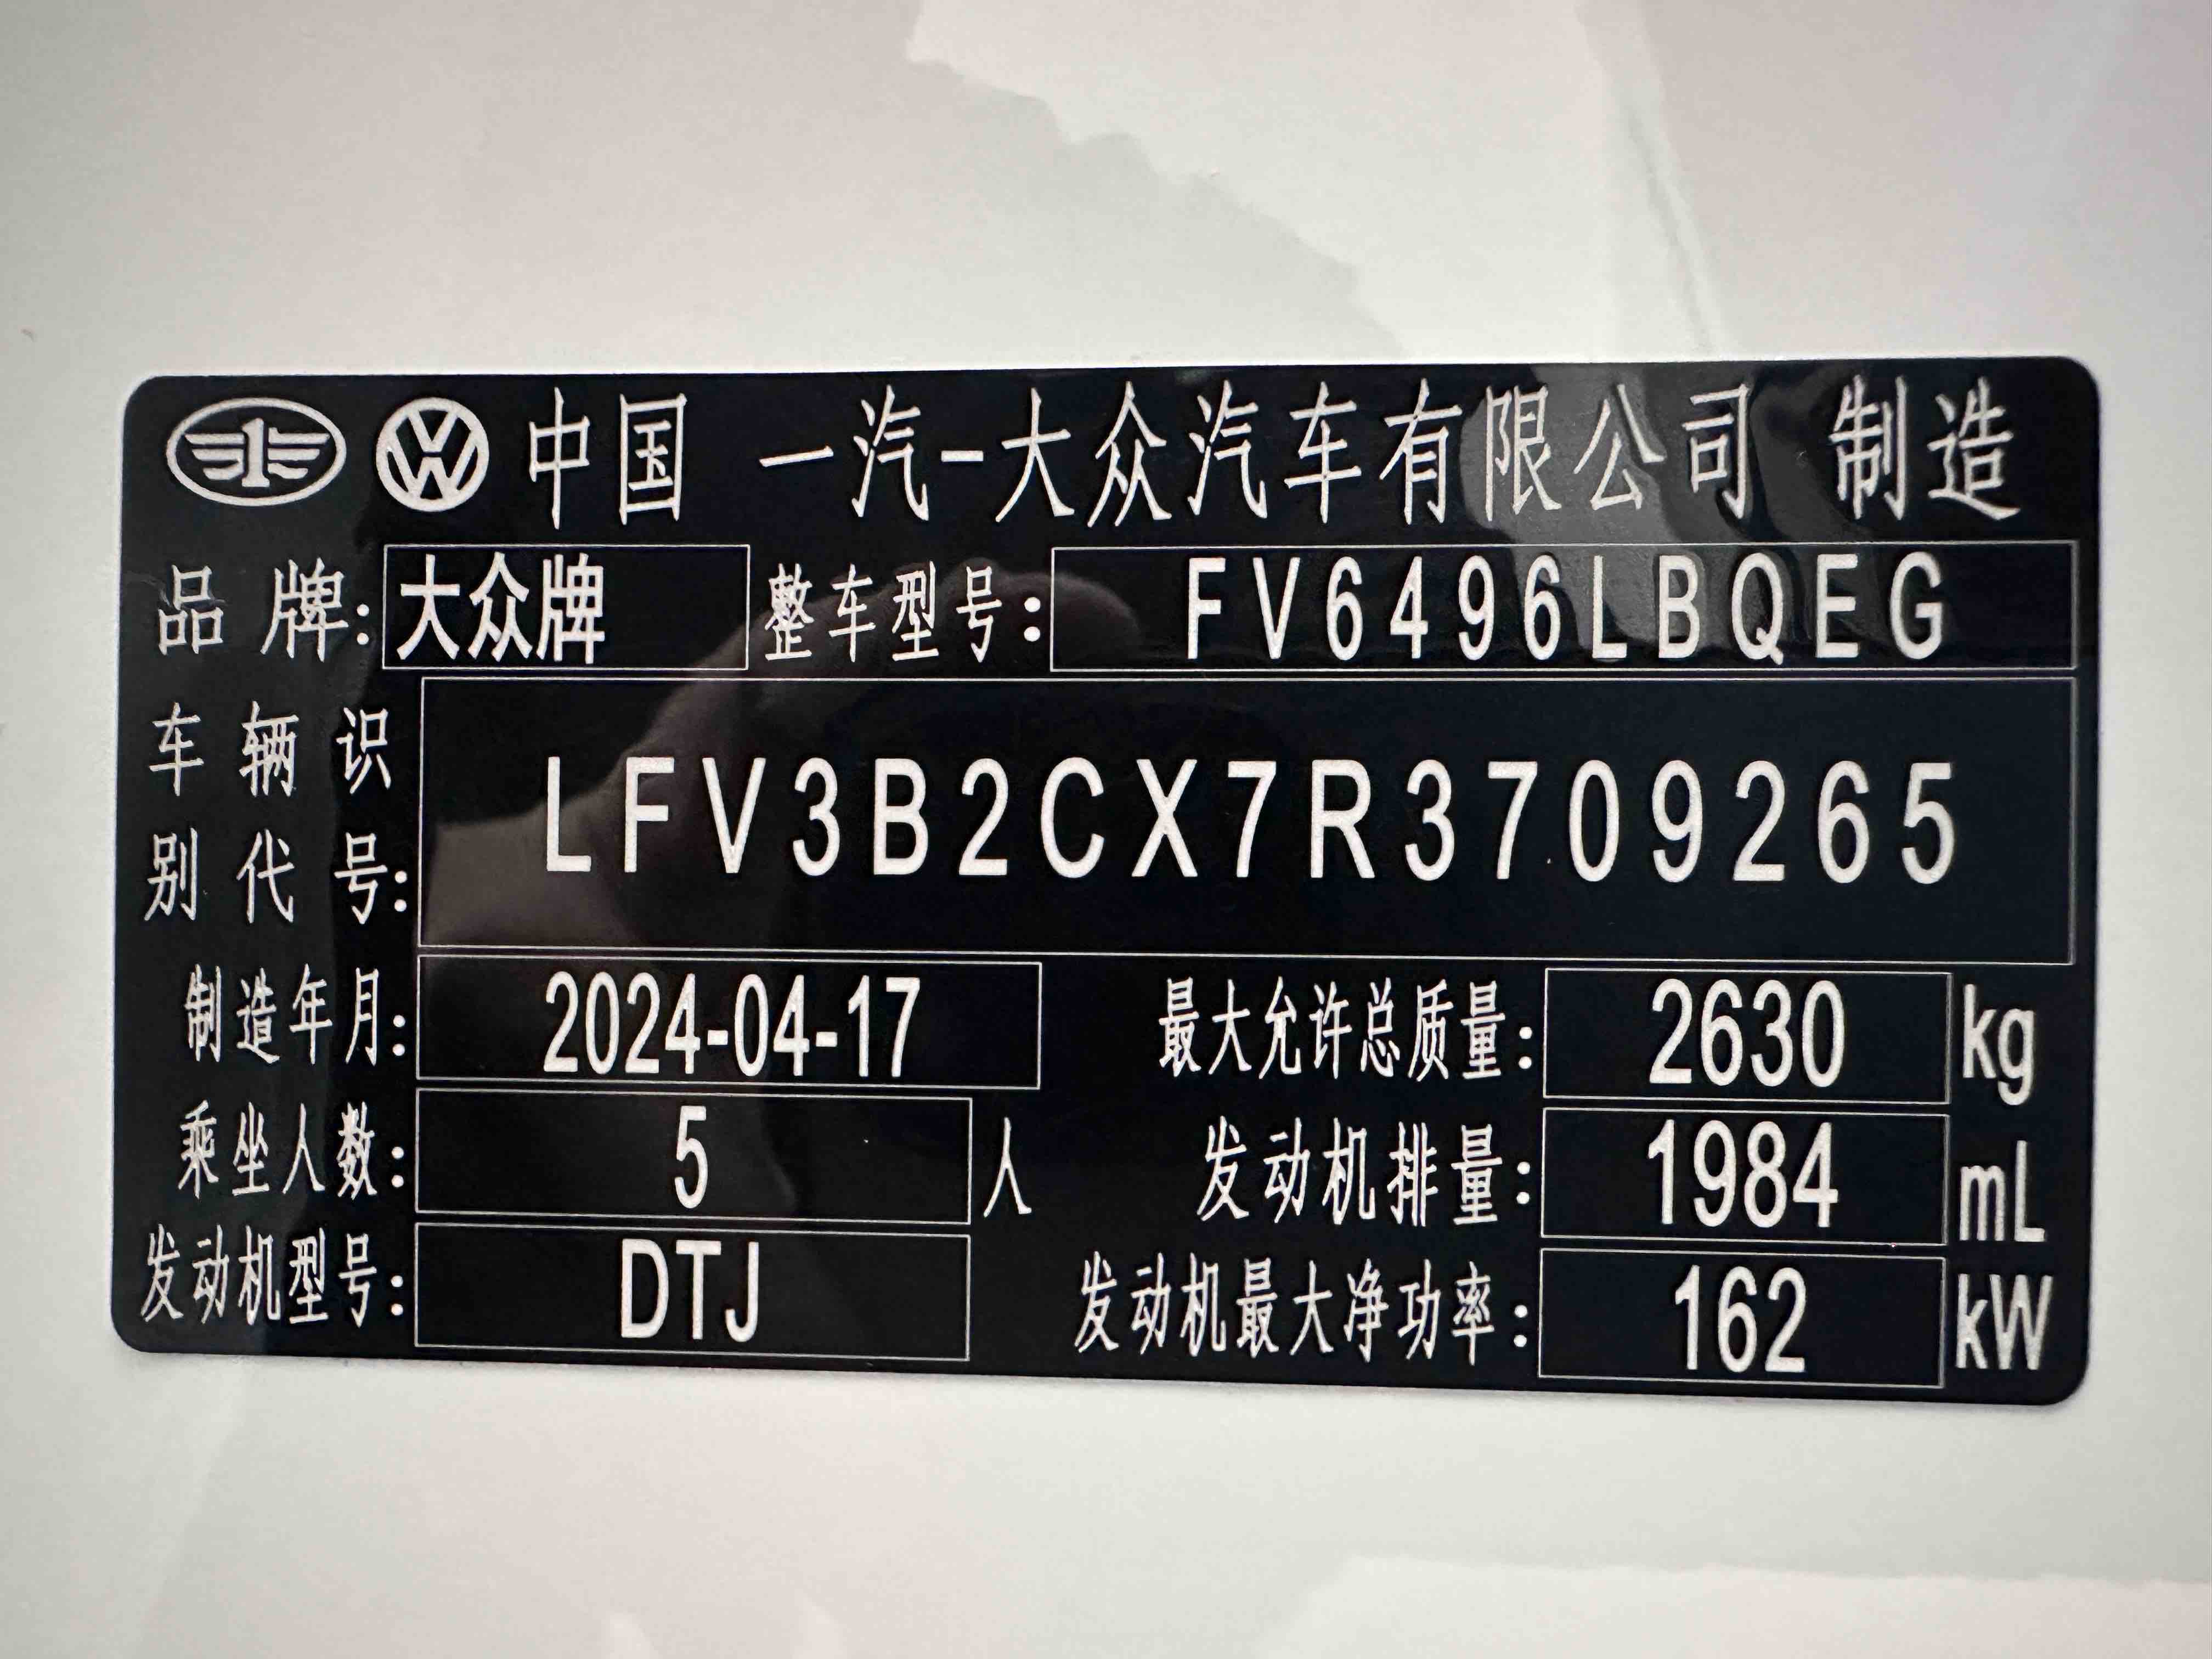 中国 一汽-大众汽车有限公司 制造
品牌: 大众牌 整车型号: FV6496LBQEG
车辆识
别代号: LFV3B2CX7R3709265
制造年月: 2024-04-17 最大允许总质量: 2630 kg
乘坐人数: 5 人 发动机排量: 1984 mL
发动机型号: DTJ 发动机最大净功率: 162 kW